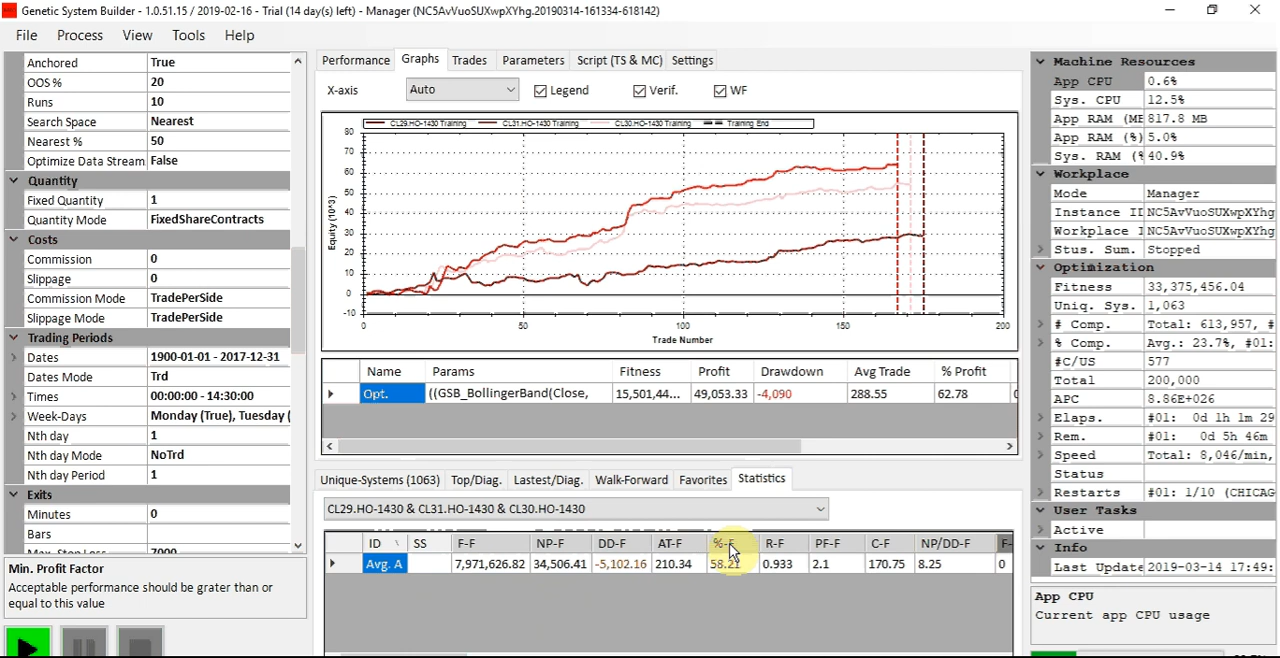 Genetic System Builder - 1.0.51.15 / 2019-02-16 - Trial (14 day(s) left) - Manager (NC5AvVuoSUXwpXYhg.20190314-161334-618142)
File Process View Tools Help
Anchored True
OOS % 20
Runs 10
Search Space Nearest
Nearest % 50
Optimize Data Stream False
Quantity
Fixed Quantity 1
Quantity Mode FixedShareContracts
Costs
Commission 0
Slippage 0
Commission Mode TradePerSide
Slippage Mode TradePerSide
Trading Periods
Dates 1900-01-01 - 2017-12-31
Dates Mode Trd
Times 00:00:00 - 14:30:00
Week-Days Monday (True), Tuesday (
Nth day 1
Nth day Mode NoTrd
Nth day Period 1
Exits
Minutes 0
Bars
Max. Stop Loss 7000
Min. Profit Factor
Acceptable performance should be grater than or
equal to this value
Performance Graphs Trades Parameters Script (TS & MC) Settings
X-axis Auto Legend Verif. WF
CL29.HO-1430 Training CL31.HO-1430 Training CL30.HO-1430 Training Training End
Equity (10^3)
80
70
60
50
40
30
20
10
0
-10
0 50 100 150 200
Trade Number
Name Params Fitness Profit Drawdown Avg Trade % Profit
Opt. ((GSB_BollingerBand(Close, 15,501,44... 49,053.33 -4,090 288.55 62.78
Unique-Systems (1063) Top/Diag. Lastest/Diag. Walk-Forward Favorites Statistics
CL29.HO-1430 & CL31.HO-1430 & CL30.HO-1430
ID SS F-F NP-F DD-F AT-F %-F R-F PF-F C-F NP/DD-F F-
Avg. A 7,971,626.82 34,506.41 -5,102.16 210.34 58.21 0.933 2.1 170.75 8.25 0
Machine Resources
App CPU 0.6%
Sys. CPU 12.5%
App RAM (ME 817.8 MB
App RAM (%) 5.0%
Sys. RAM (% 40.9%
Workplace
Mode Manager
Instance II NC5AvVuoSUXwpXYhg
Workplace I NC5AvVuoSUXwpXYhg
Stus. Sum. Stopped
Optimization
Fitness 33,375,456.04
Uniq. Sys. 1,063
# Comp. Total: 613,957, #
% Comp. Avg.: 23.7%, #01:
#C/US 577
Total 200,000
APC 8.86E+026
Elaps. #01: 0d 1h 1m 29
Rem. #01: 0d 5h 46m
Speed Total: 8,046/min,
Status
Restarts #01: 1/10 (CHICAG
User Tasks
Active
Info
Last Update 2019-03-14 17:49:
App CPU
Current app CPU usage